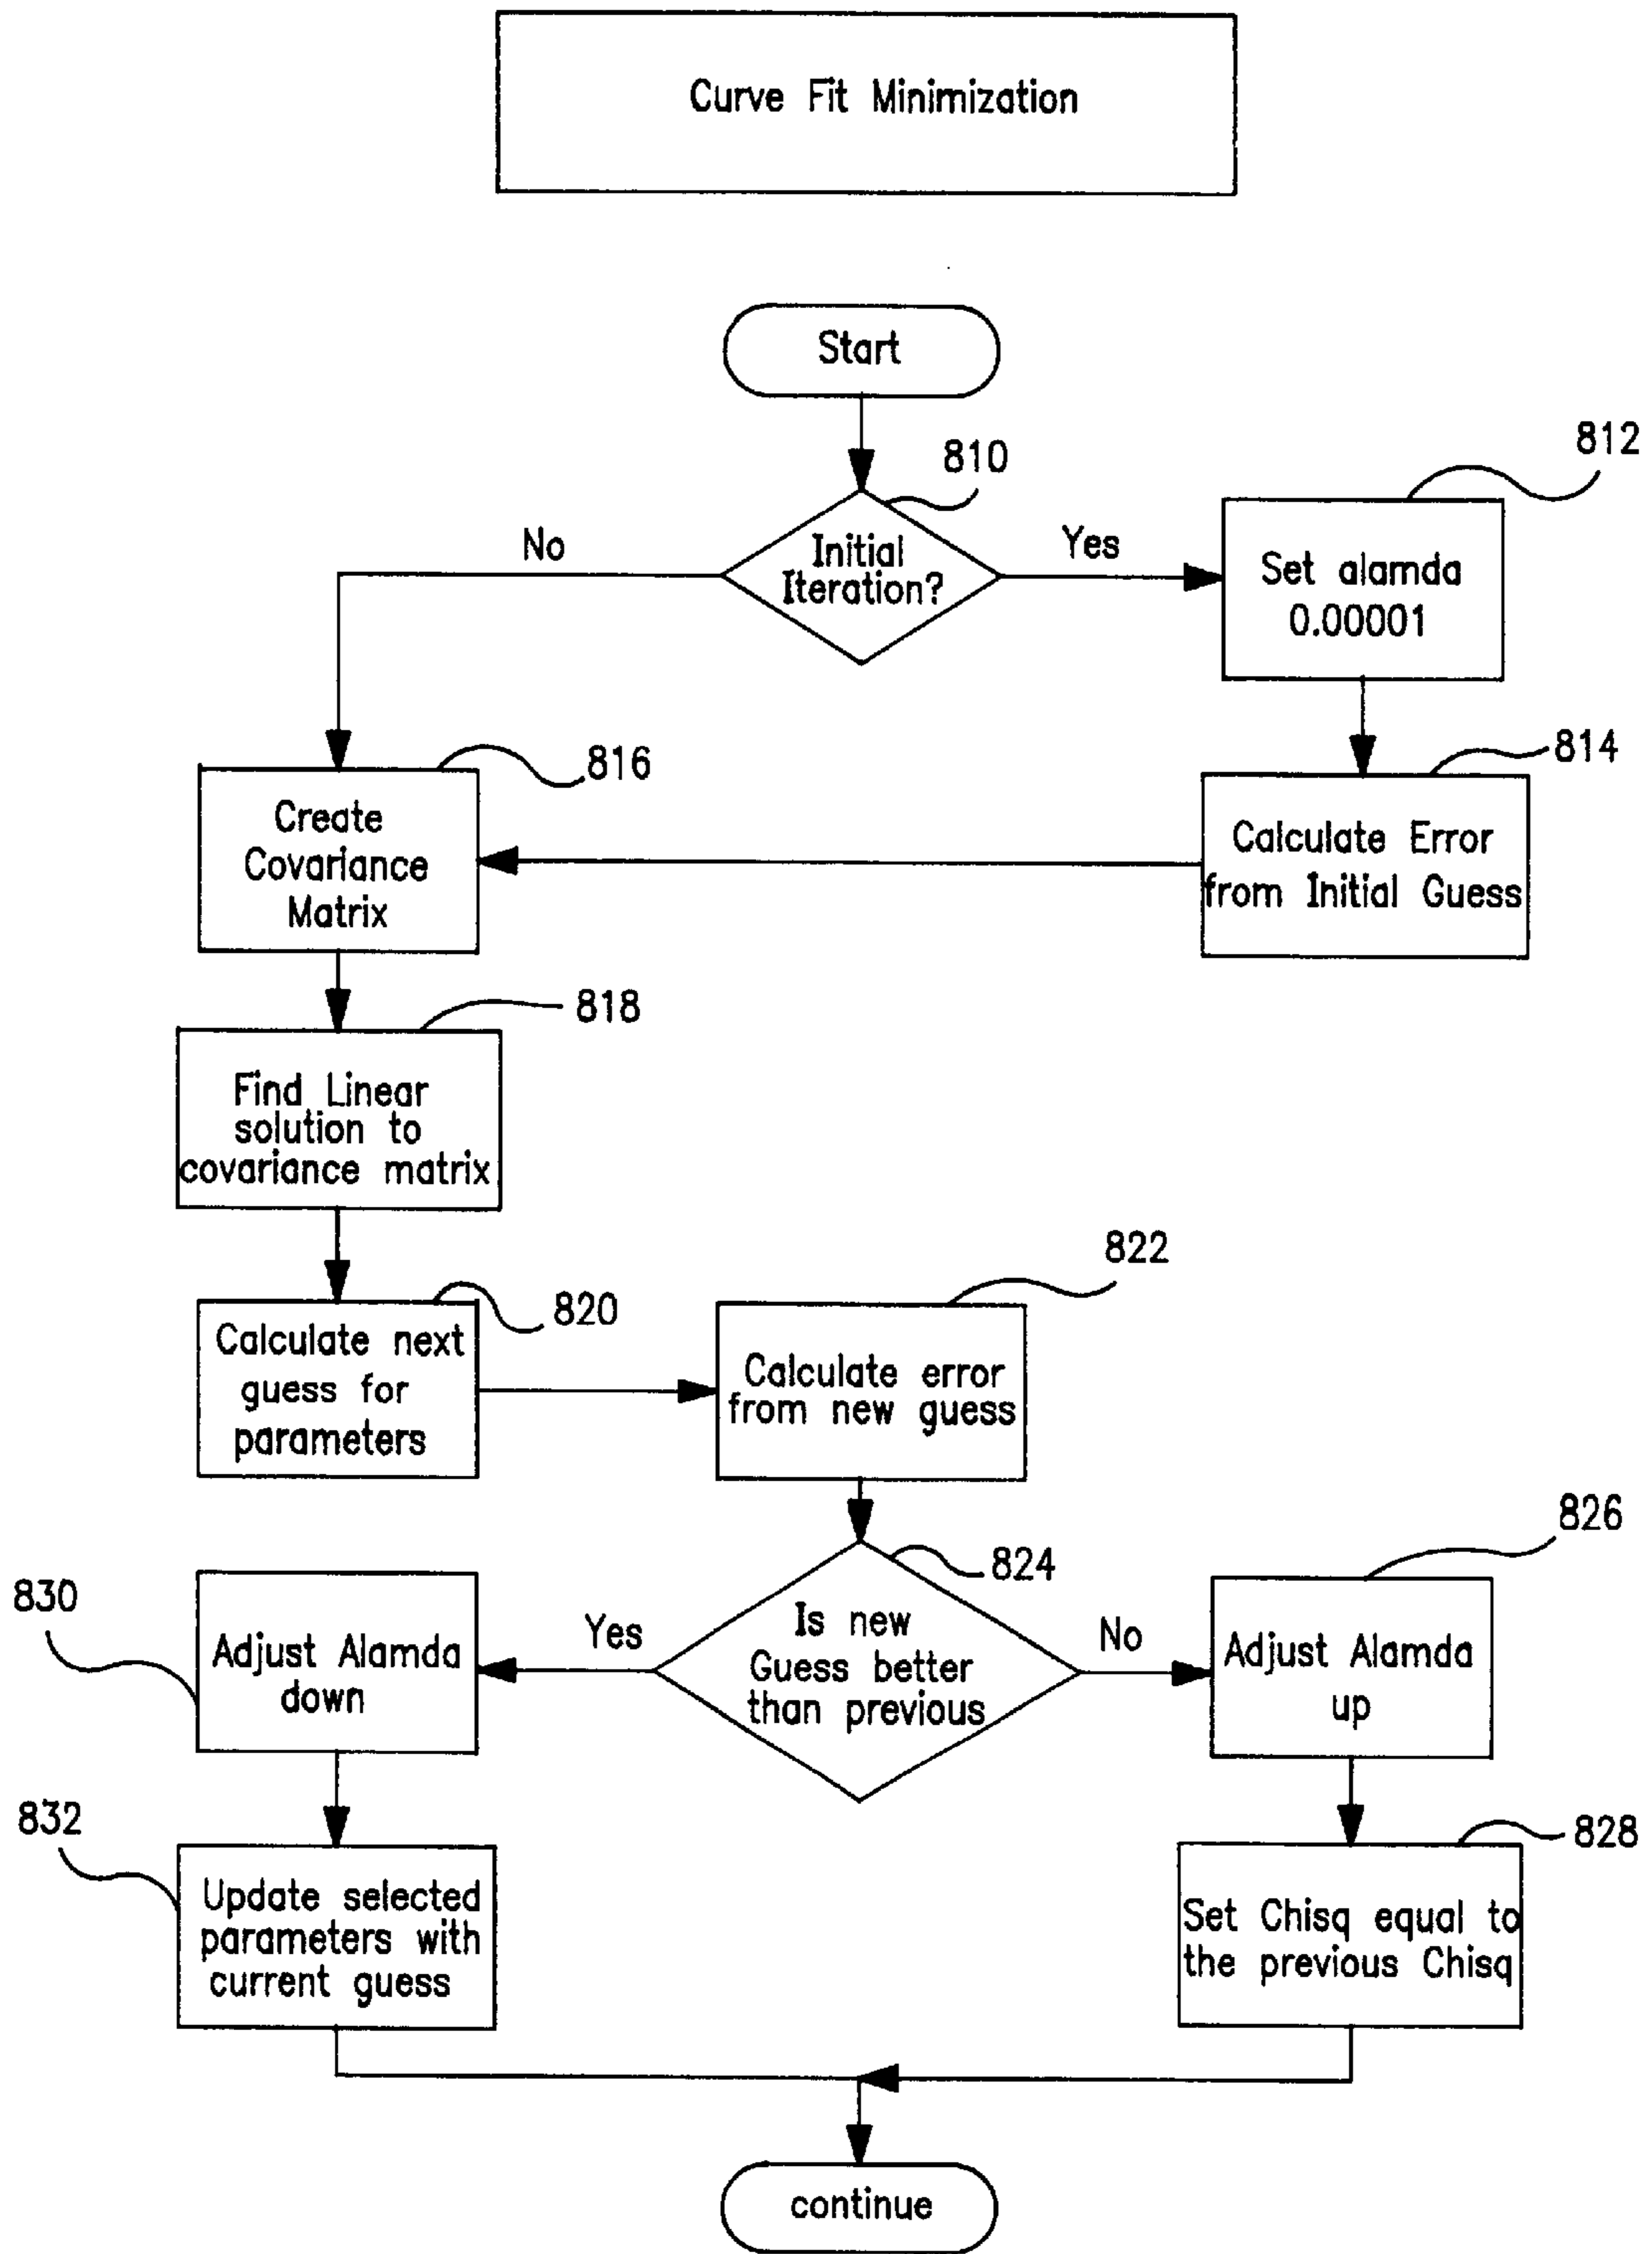 Curve Fit Minimization
Start
810
812
Initial
Iteration?
No
Yes
Set alamda
0.00001
814
816
Create
Covariance
Matrix
Calculate Error
from Initial Guess
818
Find Linear
solution to
covariance matrix
820
822
Calculate next
guess for
parameters
Calculate error
from new guess
824
826
830
Is new
Guess better
than previous
Yes
No
Adjust Alamda
down
Adjust Alamda
up
832
828
Update selected
parameters with
current guess
Set Chisq equal to
the previous Chisq
continue